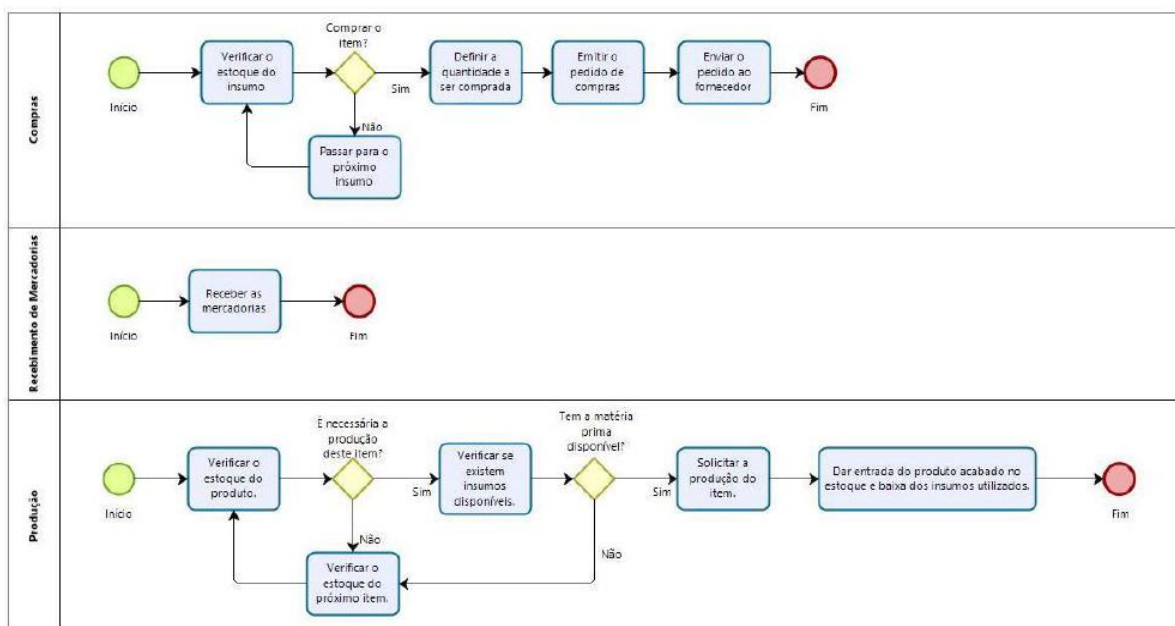 Compras
Início
Verificar o
estoque do
insumo
Comprar o
item?
Sim
Não
Passar para o
próximo
insumo
Definir a
quantidade a
ser comprada
Emitir o
pedido de
compras
Enviar o
pedido ao
fornecedor
Fim
Recebimento de Mercadorias
Início
Receber as
mercadorias
Fim
Produção
Início
Verificar o
estoque do
produto.
É necessária a
produção
deste item?
Sim
Não
Verificar o
estoque do
próximo item.
Verificar se
existem
insumos
disponíveis.
Tem a matéria
prima
disponível?
Sim
Não
Solicitar a
produção do
item.
Dar entrada do produto acabado no
estoque e baixa dos insumos utilizados.
Fim